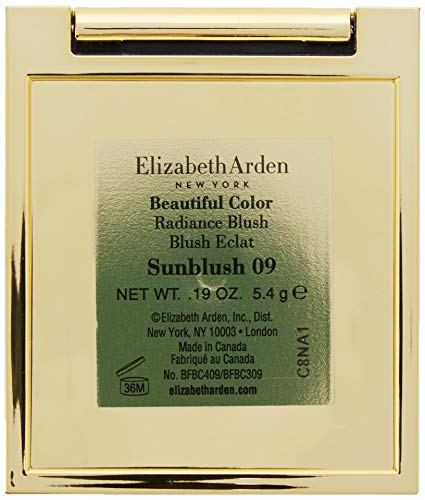 Elizabeth Arden
NEW YORK
Beautiful Color
Radiance Blush
Blush Eclat
Sunblush 09
NET WT. .19 OZ. 5.4 g ℮
©Elizabeth Arden, Inc., Dist.
New York, NY 10003 • London
Made in Canada
Fabriqué au Canada
No. BFBC409/BFBC309
elizabetharden.com
36M
C8NA1